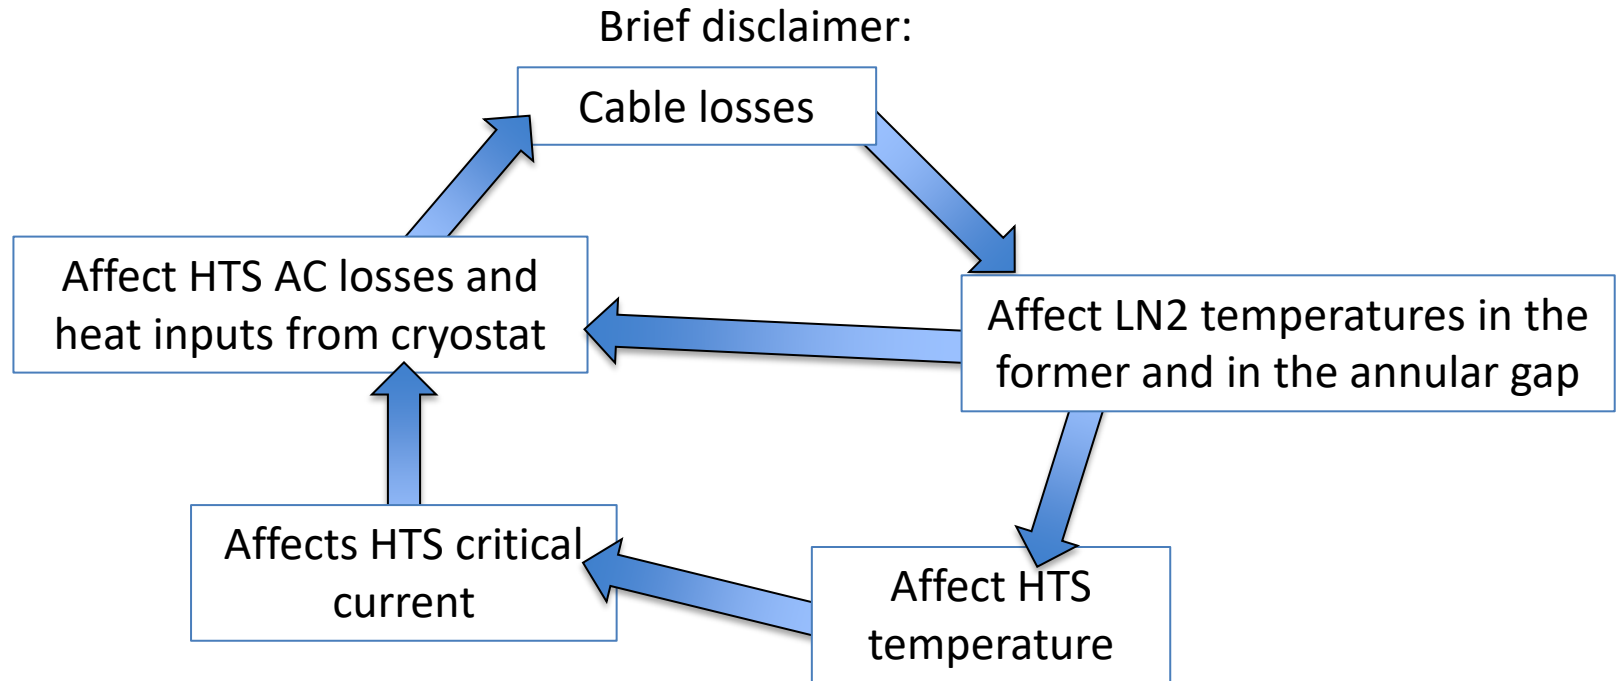 Brief disclaimer:
Cable losses
Affect HTS AC losses and
heat inputs from cryostat
Affect LN2 temperatures in the
former and in the annular gap
Affects HTS critical
current
Affect HTS
temperature